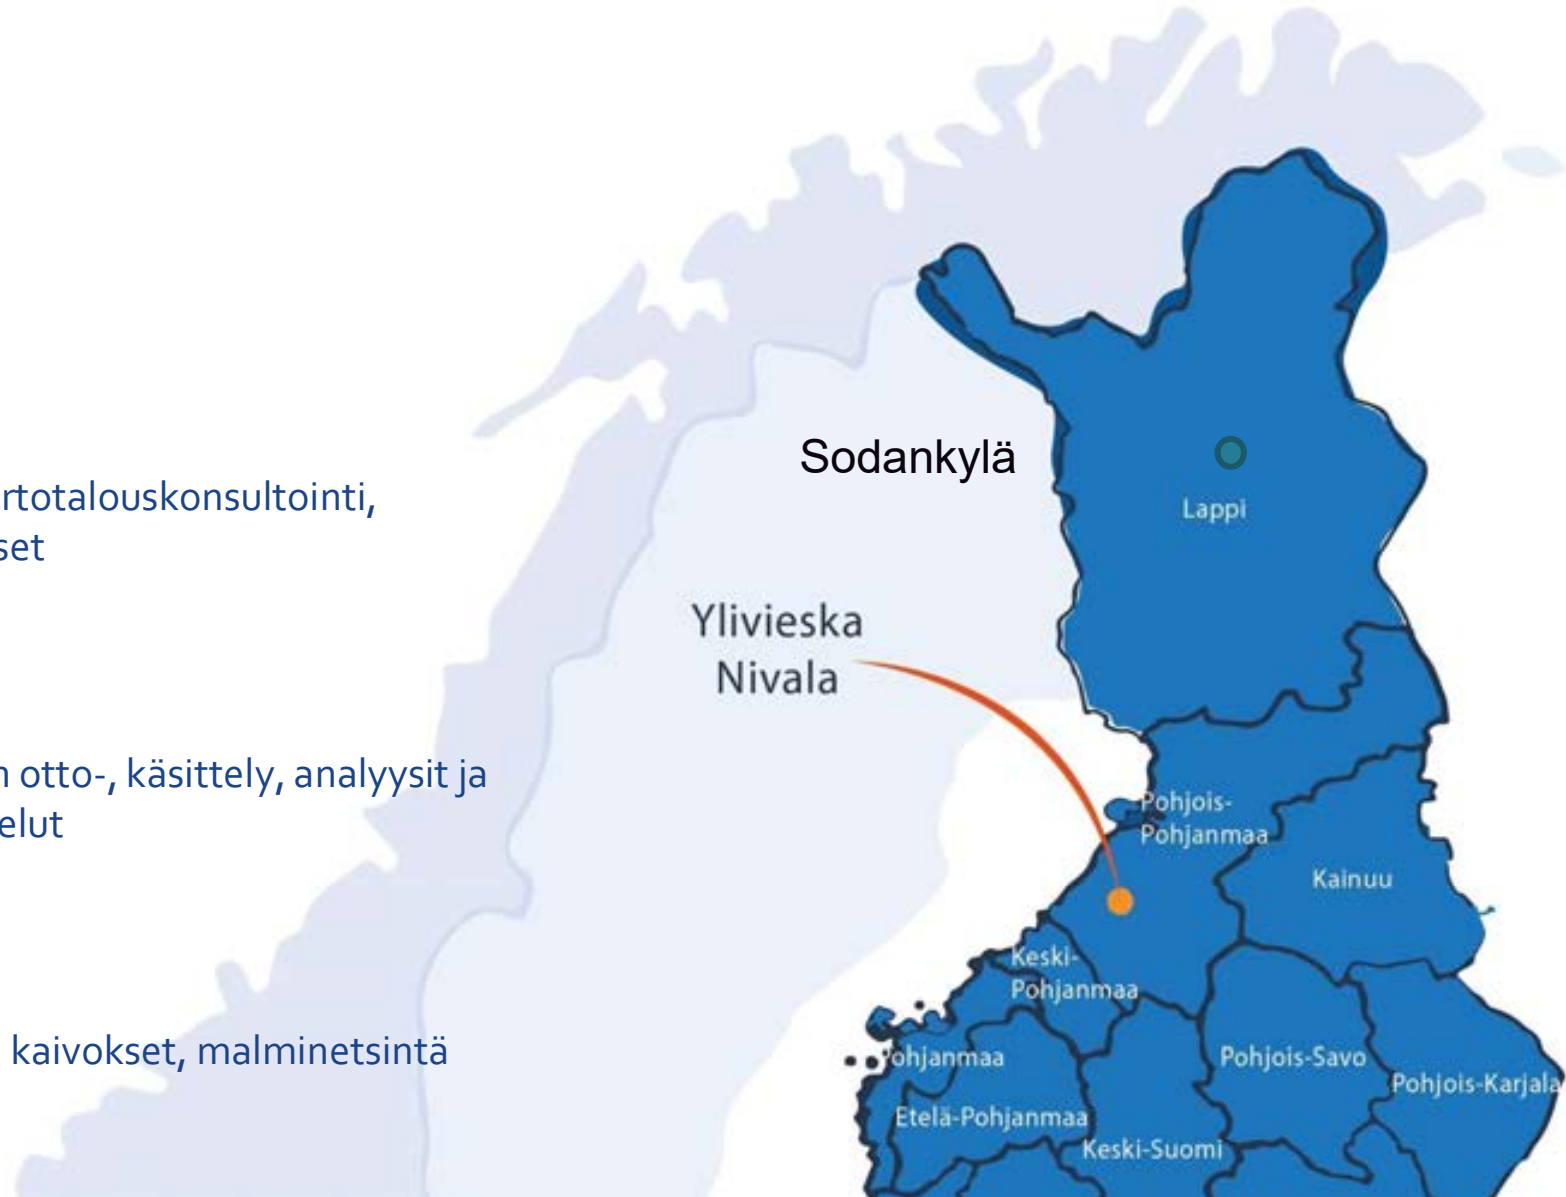 rtotalouskonsultointi,
set
otto-, käsittely, analyysit ja
elut
kaivokset, malminetsintä
Sodankylä
Ylivieska
Nivala
Lappi
Pohjois-
Pohjanmaa
Kainuu
Keski-
Pohjanmaa
Pohjanmaa
Etelä-Pohjanmaa
Keski-Suomi
Pohjois-Savo
Pohjois-Karjala